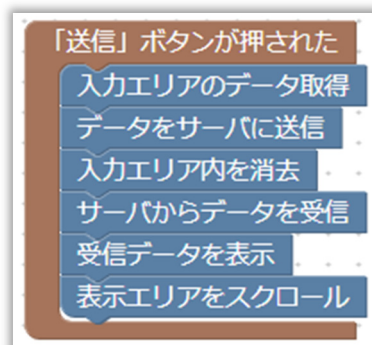 「送信」ボタンが押された
入力エリアのデータ取得
データをサーバに送信
入力エリア内を消去
サーバからデータを受信
受信データを表示
表示エリアをスクロール